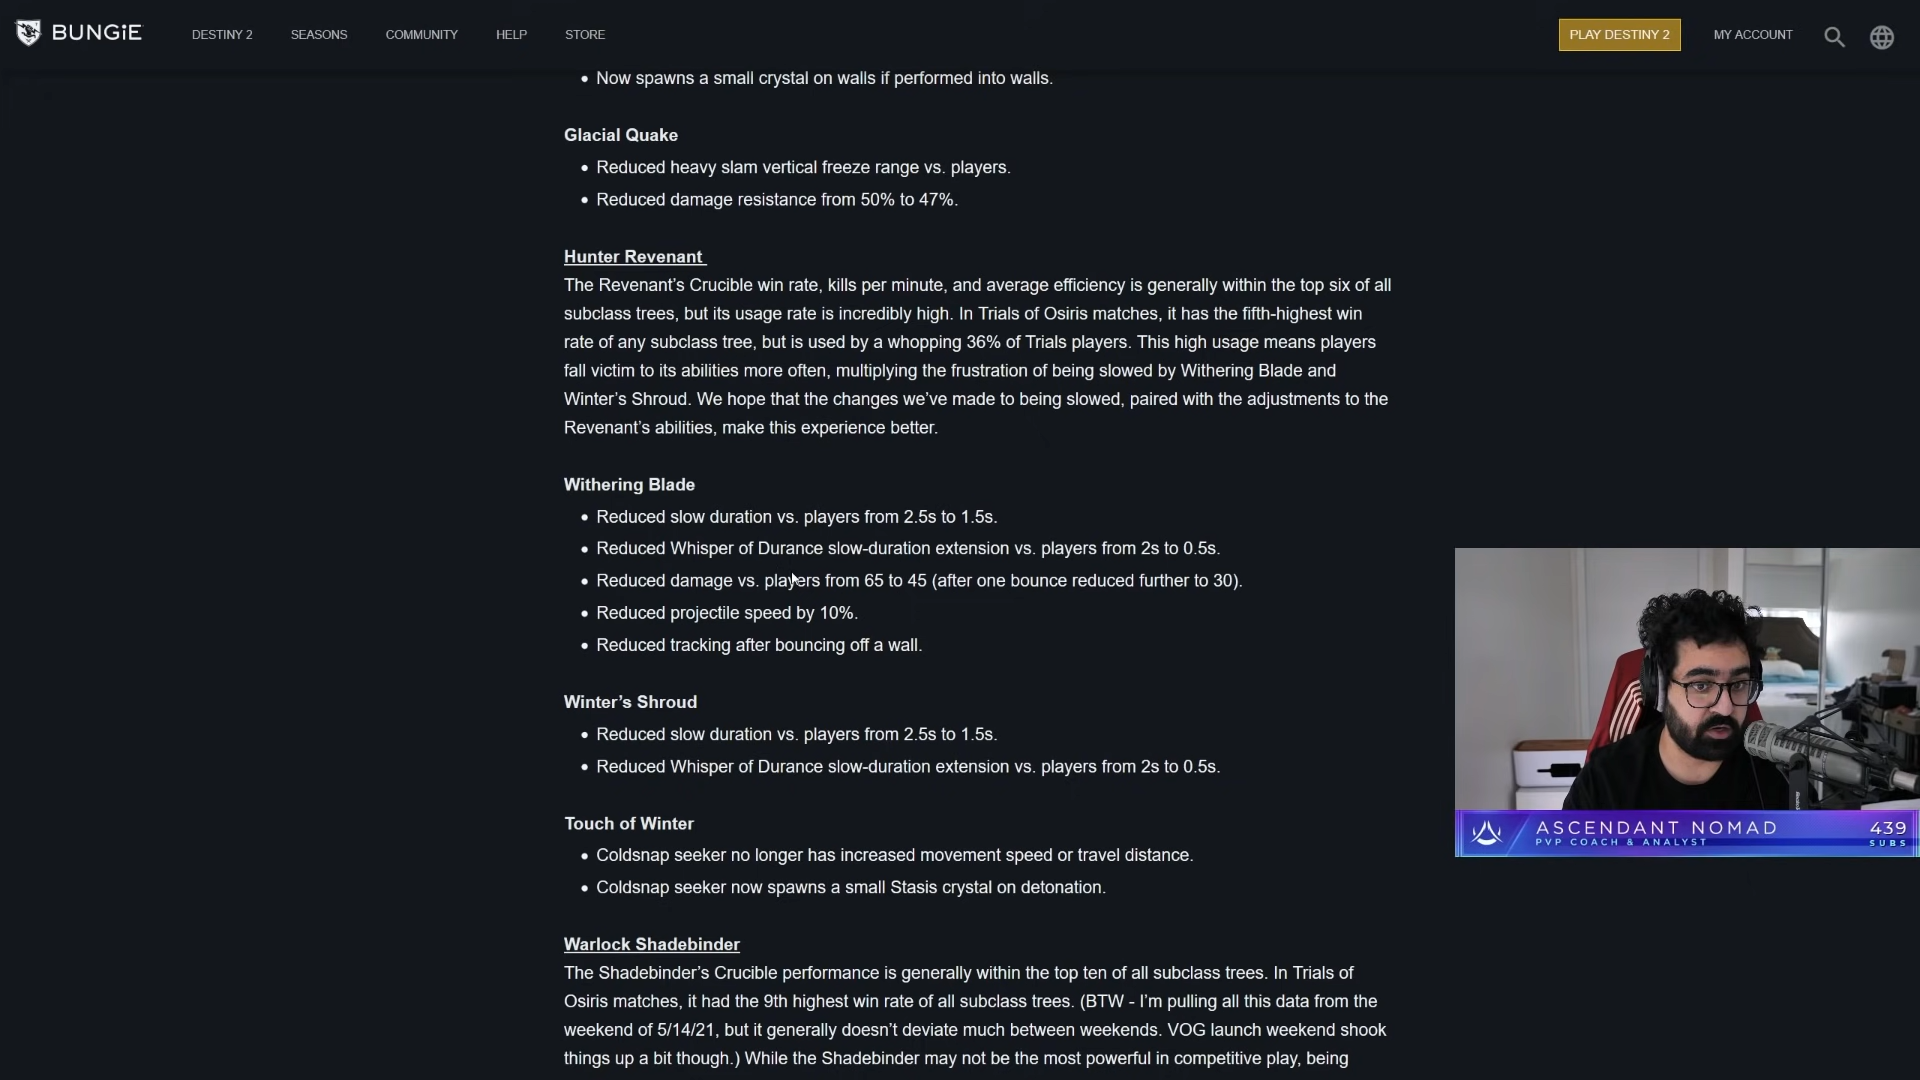 BUNGiE DESTINY 2 SEASONS COMMUNITY HELP STORE PLAY DESTINY 2 MY ACCOUNT
• Now spawns a small crystal on walls if performed into walls.
Glacial Quake
• Reduced heavy slam vertical freeze range vs. players.
• Reduced damage resistance from 50% to 47%.
Hunter Revenant
The Revenant’s Crucible win rate, kills per minute, and average efficiency is generally within the top six of all
subclass trees, but its usage rate is incredibly high. In Trials of Osiris matches, it has the fifth-highest win
rate of any subclass tree, but is used by a whopping 36% of Trials players. This high usage means players
fall victim to its abilities more often, multiplying the frustration of being slowed by Withering Blade and
Winter’s Shroud. We hope that the changes we’ve made to being slowed, paired with the adjustments to the
Revenant’s abilities, make this experience better.
Withering Blade
• Reduced slow duration vs. players from 2.5s to 1.5s.
• Reduced Whisper of Durance slow-duration extension vs. players from 2s to 0.5s.
• Reduced damage vs. players from 65 to 45 (after one bounce reduced further to 30).
• Reduced projectile speed by 10%.
• Reduced tracking after bouncing off a wall.
Winter’s Shroud
• Reduced slow duration vs. players from 2.5s to 1.5s.
• Reduced Whisper of Durance slow-duration extension vs. players from 2s to 0.5s.
Touch of Winter
• Coldsnap seeker no longer has increased movement speed or travel distance.
• Coldsnap seeker now spawns a small Stasis crystal on detonation.
Warlock Shadebinder
The Shadebinder’s Crucible performance is generally within the top ten of all subclass trees. In Trials of
Osiris matches, it had the 9th highest win rate of all subclass trees. (BTW - I’m pulling all this data from the
weekend of 5/14/21, but it generally doesn’t deviate much between weekends. VOG launch weekend shook
things up a bit though.) While the Shadebinder may not be the most powerful in competitive play, being
ASCENDANT NOMAD 439
PVP COACH & ANALYST SUBS